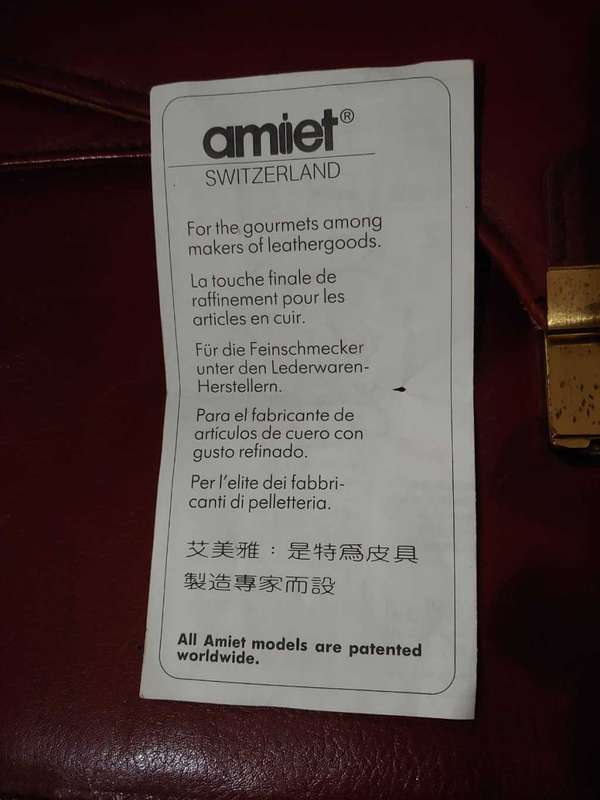 amiet®
SWITZERLAND
For the gourmets among
makers of leathergoods.
La touche finale de
raffinement pour les
articles en cuir.
Für die Feinschmecker
unter den Lederwaren-
Herstellern.
Para el fabricante de
artículos de cuero con
gusto refinado.
Per l'elite dei fabbri-
canti di pelletteria.
艾美雅：是特爲皮具
製造專家而設
All Amiet models are patented
worldwide.